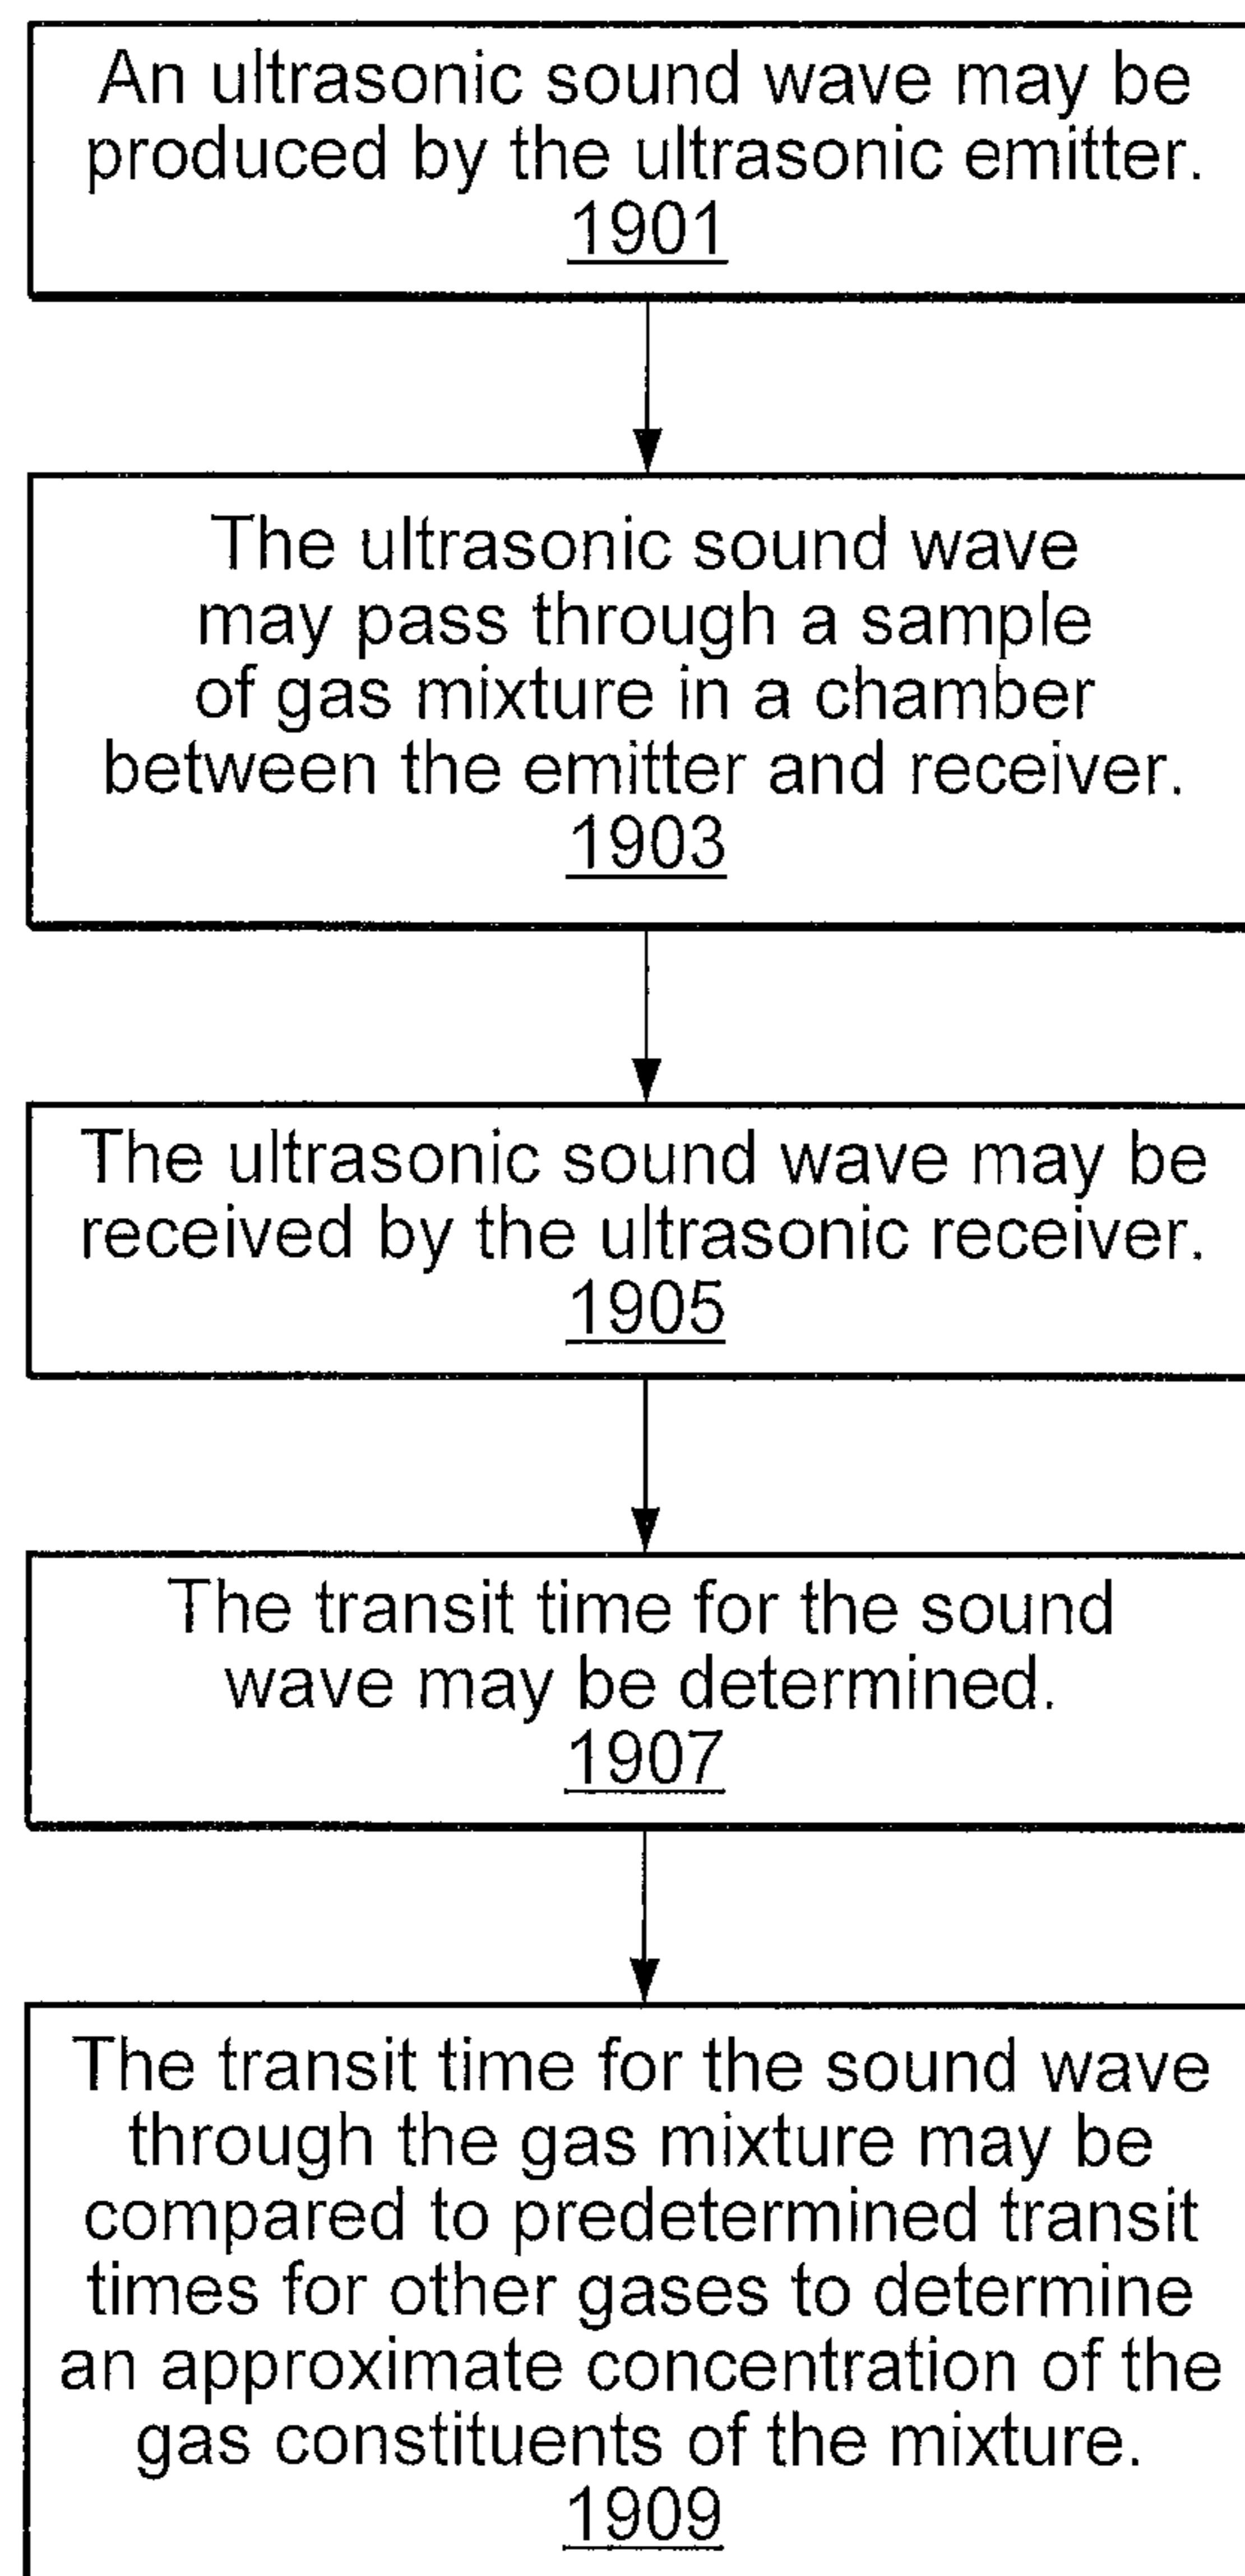 An ultrasonic sound wave may be
produced by the ultrasonic emitter.
1901
The ultrasonic sound wave
may pass through a sample
of gas mixture in a chamber
between the emitter and receiver.
1903
The ultrasonic sound wave may be
received by the ultrasonic receiver.
1905
The transit time for the sound
wave may be determined.
1907
The transit time for the sound wave
through the gas mixture may be
compared to predetermined transit
times for other gases to determine
an approximate concentration of the
gas constituents of the mixture.
1909